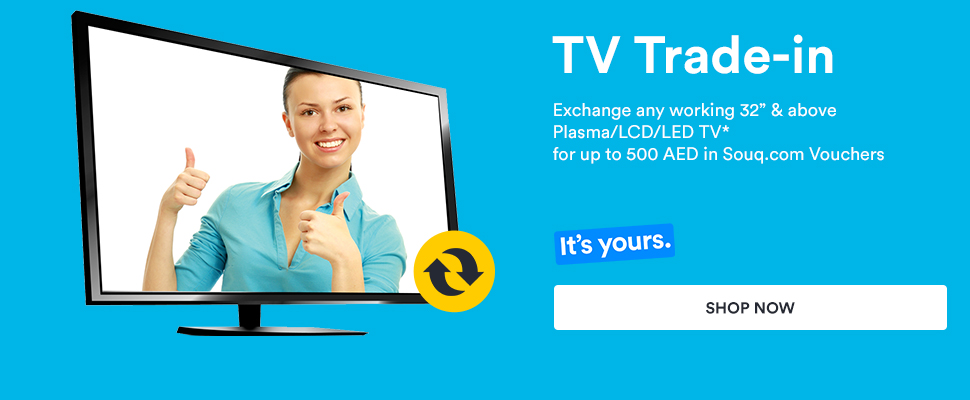 TV Trade-in
Exchange any working 32” & above
Plasma/LCD/LED TV*
for up to 500 AED in Souq.com Vouchers
It’s yours.
SHOP NOW